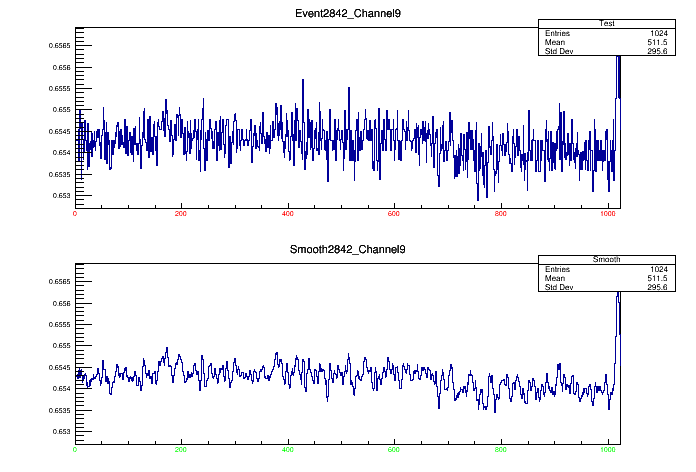 Event2842_Channel9
Test
Entries 1024
Mean 511.5
Std Dev 295.6
0.6565
0.656
0.6555
0.655
0.6545
0.654
0.6535
0.653
0 200 400 600 800 1000
Smooth2842_Channel9
Smooth
Entries 1024
Mean 511.5
Std Dev 295.6
0.6565
0.656
0.6555
0.655
0.6545
0.654
0.6535
0.653
0 200 400 600 800 1000